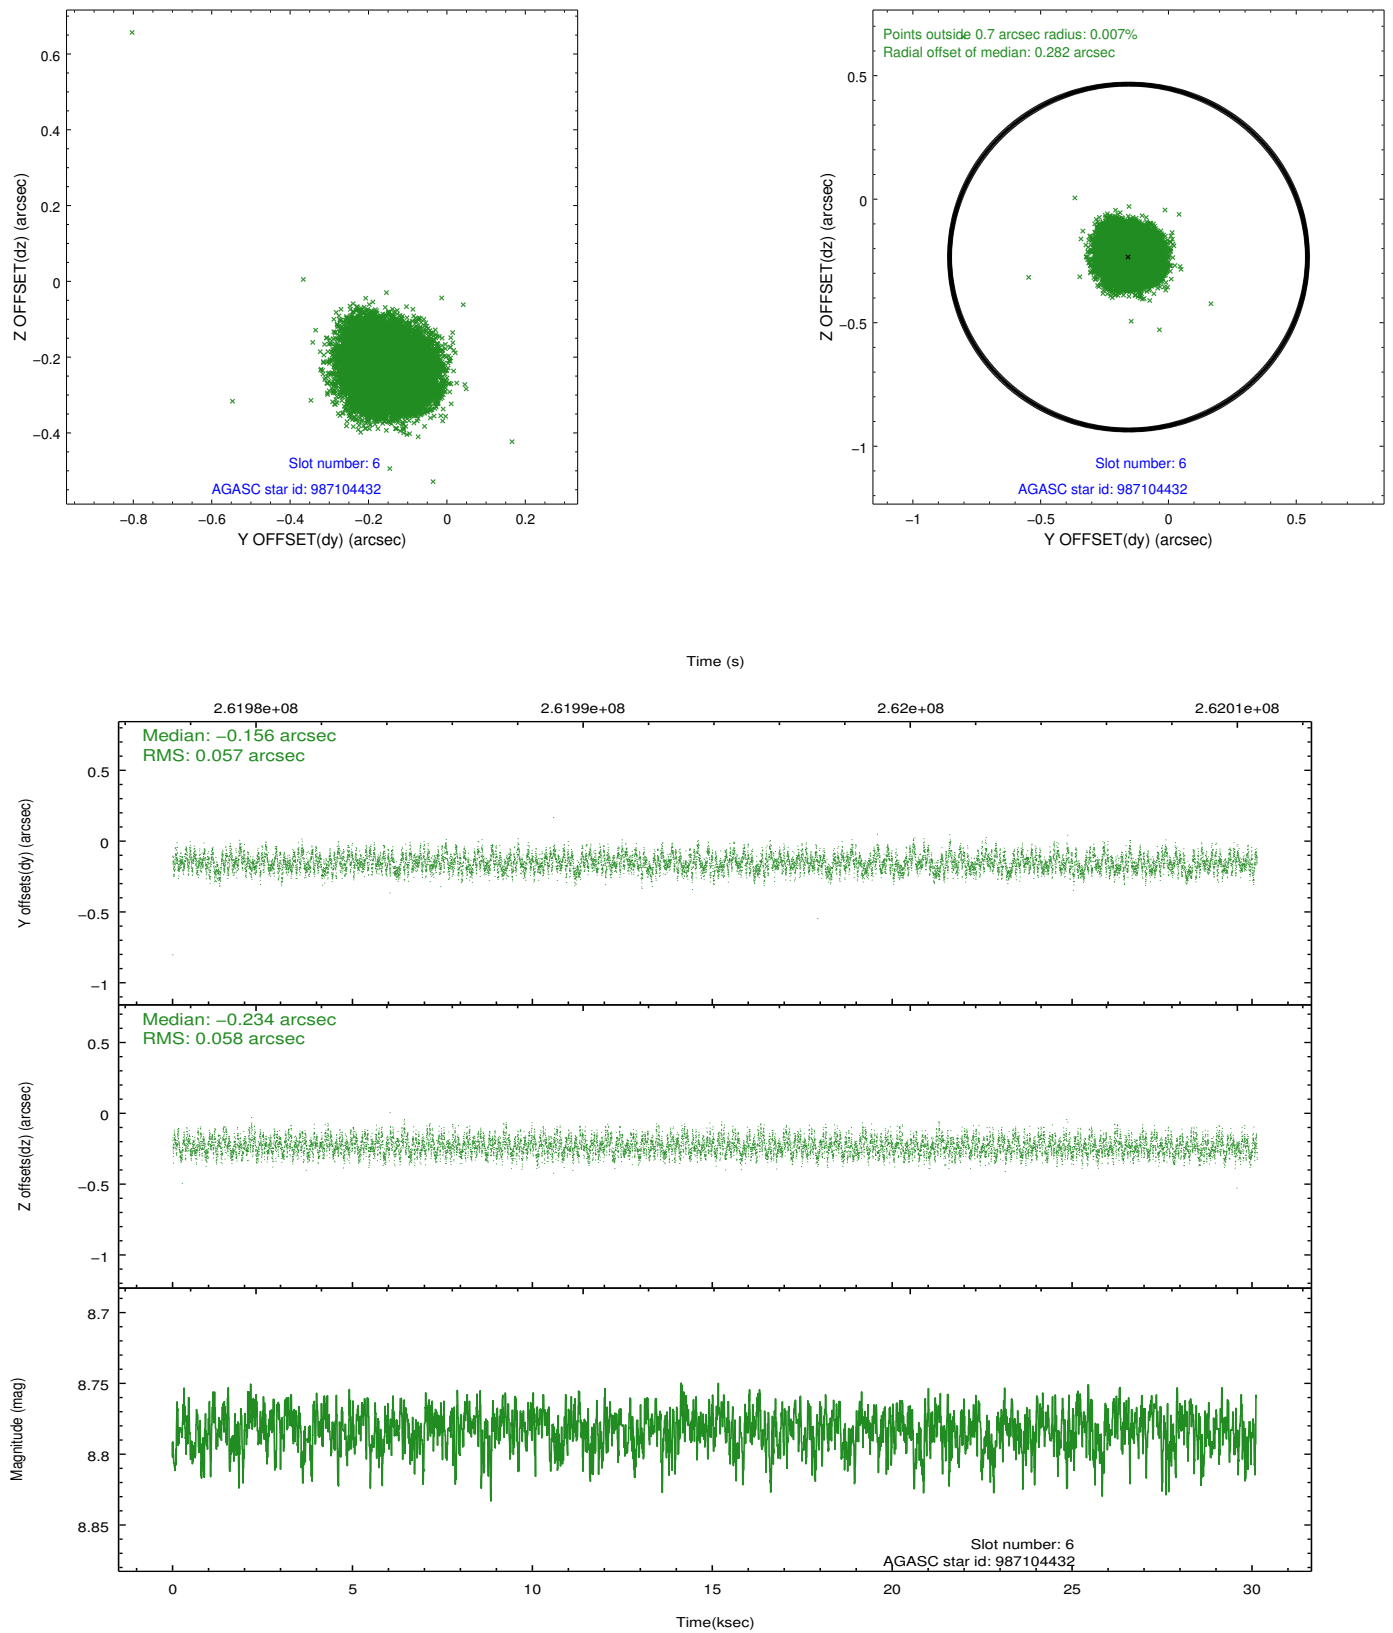 0.6
0.4
0.2
0
−0.2
−0.4
Z OFFSET(dz) (arcsec)
Slot number: 6
AGASC star id: 987104432
−0.8 −0.6 −0.4 −0.2 0 0.2
Y OFFSET(dy) (arcsec)
Points outside 0.7 arcsec radius: 0.007%
Radial offset of median: 0.282 arcsec
0.5
0
−0.5
−1
Z OFFSET(dz) (arcsec)
Slot number: 6
AGASC star id: 987104432
−1 −0.5 0 0.5
Y OFFSET(dy) (arcsec)
Time (s)
2.6198e+08 2.6199e+08 2.62e+08 2.6201e+08
Median: −0.156 arcsec
RMS: 0.057 arcsec
0.5
0
−0.5
−1
Y offsets(dy) (arcsec)
Median: −0.234 arcsec
RMS: 0.058 arcsec
0.5
0
−0.5
−1
Z offsets(dz) (arcsec)
8.7
8.75
8.8
8.85
Magnitude (mag)
Slot number: 6
AGASC star id: 987104432
0 5 10 15 20 25 30
Time(ksec)